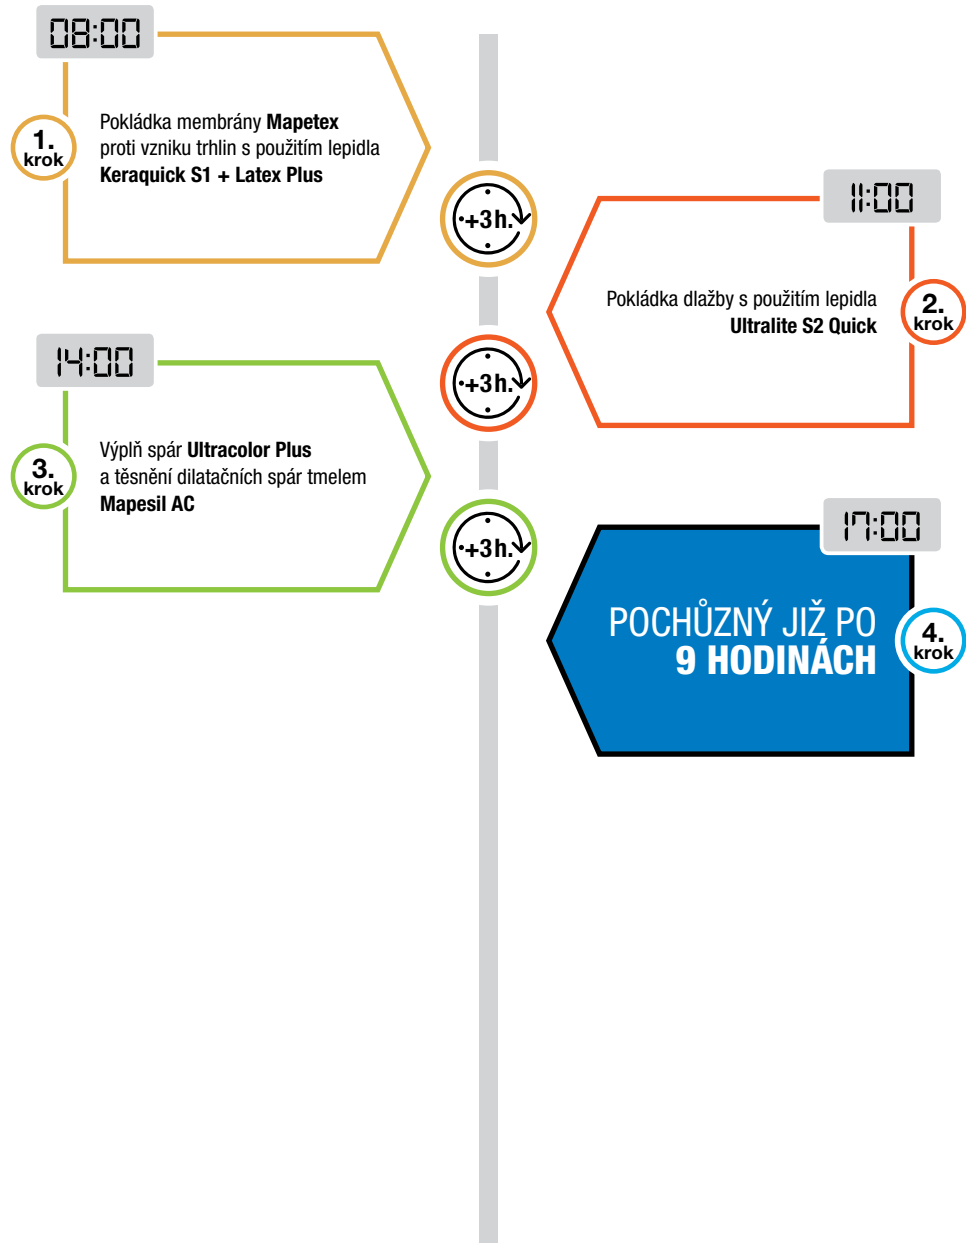 08:00
1.
krok
Pokládka membrány Mapetex
proti vzniku trhlin s použitím lepidla
Keraquick S1 + Latex Plus
+3h.
11:00
Pokládka dlažby s použitím lepidla
Ultralite S2 Quick
2.
krok
+3h.
14:00
3.
krok
Výplň spár Ultracolor Plus
a těsnění dilatačních spár tmelem
Mapesil AC
+3h.
17:00
POCHŮZNÝ JIŽ PO
9 HODINÁCH
4.
krok